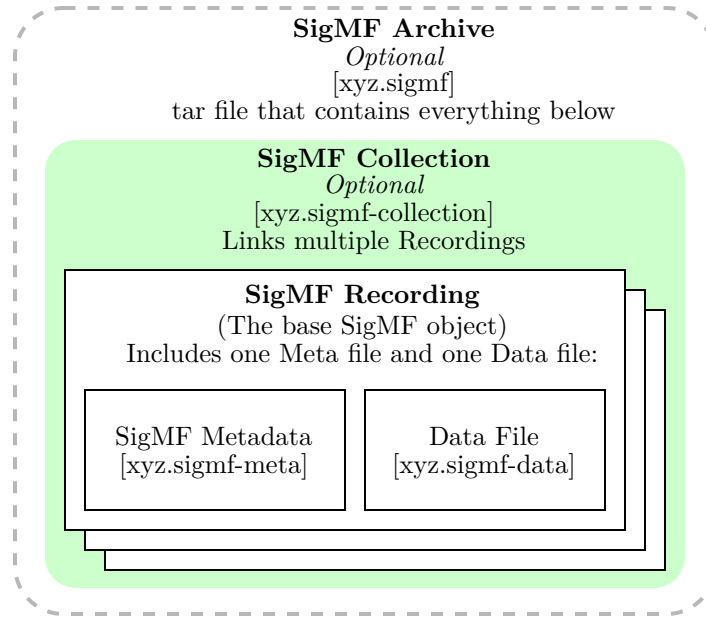 SigMF Archive
Optional
[xyz.sigmf]
tar file that contains everything below
SigMF Collection
Optional
[xyz.sigmf-collection]
Links multiple Recordings
SigMF Recording
(The base SigMF object)
Includes one Meta file and one Data file:
SigMF Metadata
[xyz.sigmf-meta]
Data File
[xyz.sigmf-data]